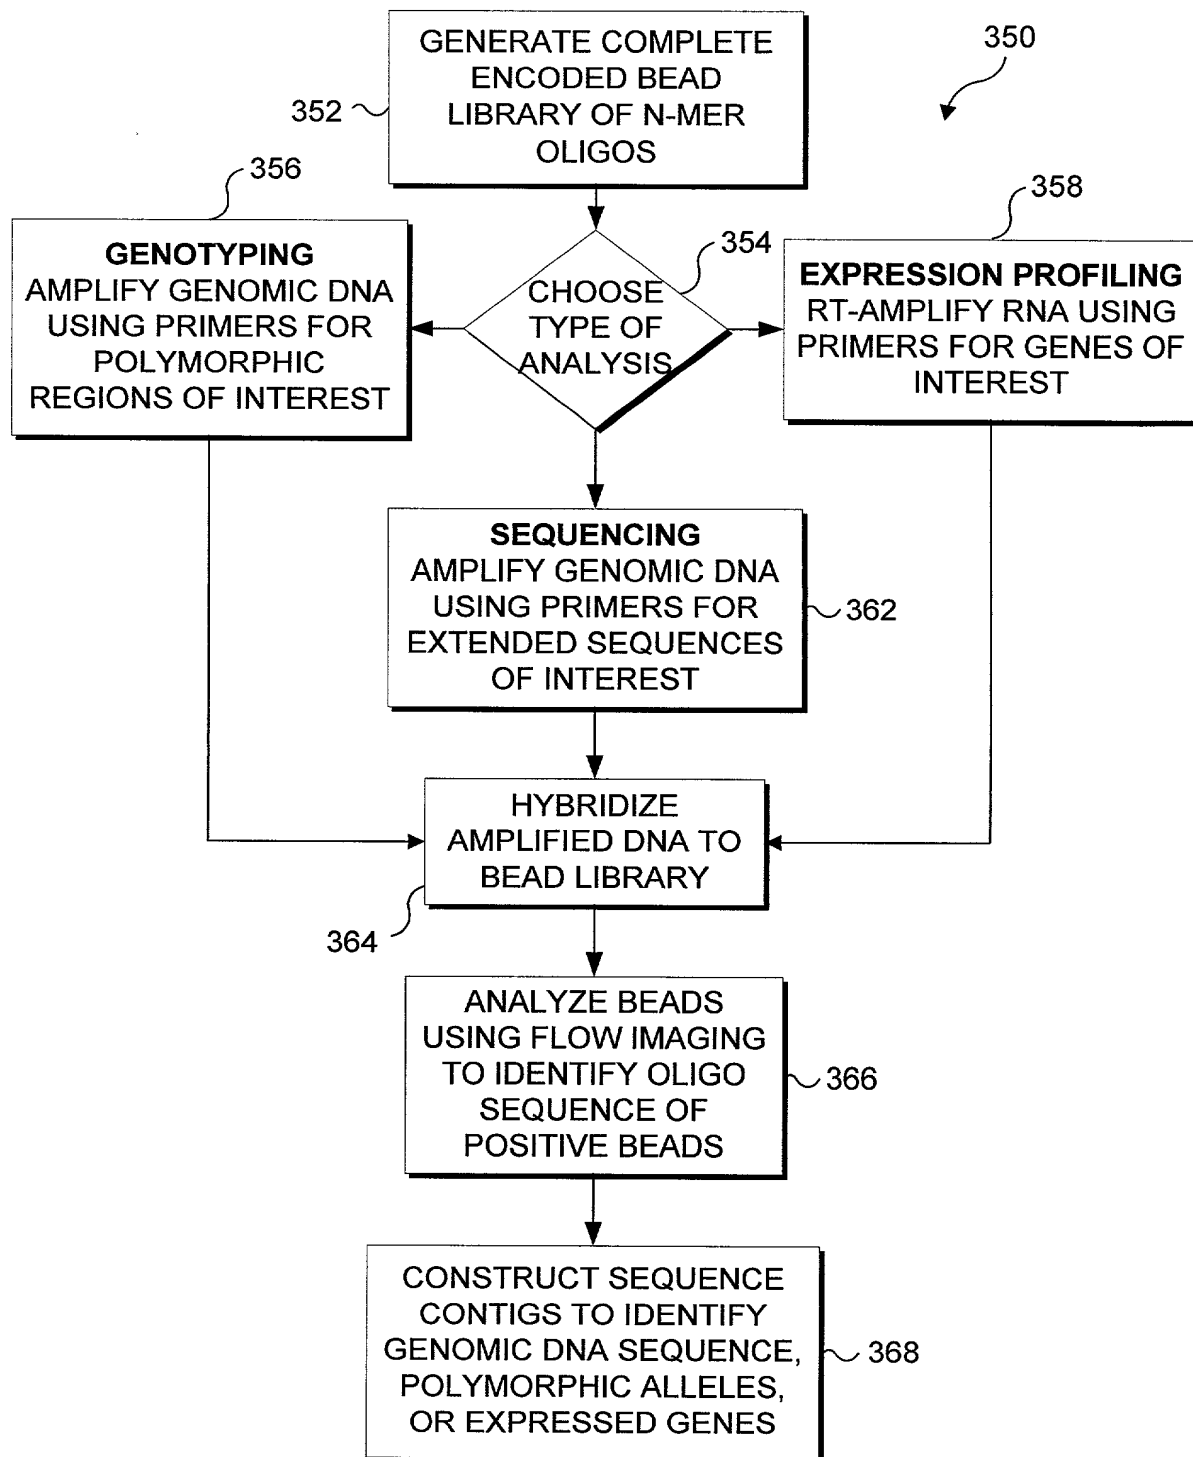 GENERATE COMPLETE
ENCODED BEAD
LIBRARY OF N-MER
OLIGOS
352
350
356
GENOTYPING
AMPLIFY GENOMIC DNA
USING PRIMERS FOR
POLYMORPHIC
REGIONS OF INTEREST
354
CHOOSE
TYPE OF
ANALYSIS
358
EXPRESSION PROFILING
RT-AMPLIFY RNA USING
PRIMERS FOR GENES OF
INTEREST
SEQUENCING
AMPLIFY GENOMIC DNA
USING PRIMERS FOR
EXTENDED SEQUENCES
OF INTEREST
362
HYBRIDIZE
AMPLIFIED DNA TO
BEAD LIBRARY
364
ANALYZE BEADS
USING FLOW IMAGING
TO IDENTIFY OLIGO
SEQUENCE OF
POSITIVE BEADS
366
CONSTRUCT SEQUENCE
CONTIGS TO IDENTIFY
GENOMIC DNA SEQUENCE,
POLYMORPHIC ALLELES,
OR EXPRESSED GENES
368